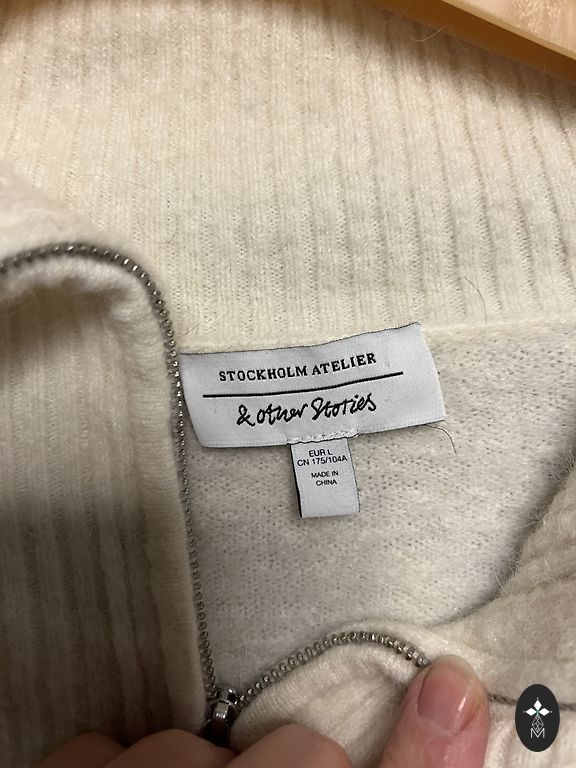 STOCKHOLM ATELIER
& other Stories
EUR L
CN 175/104A
MADE IN
CHINA
M